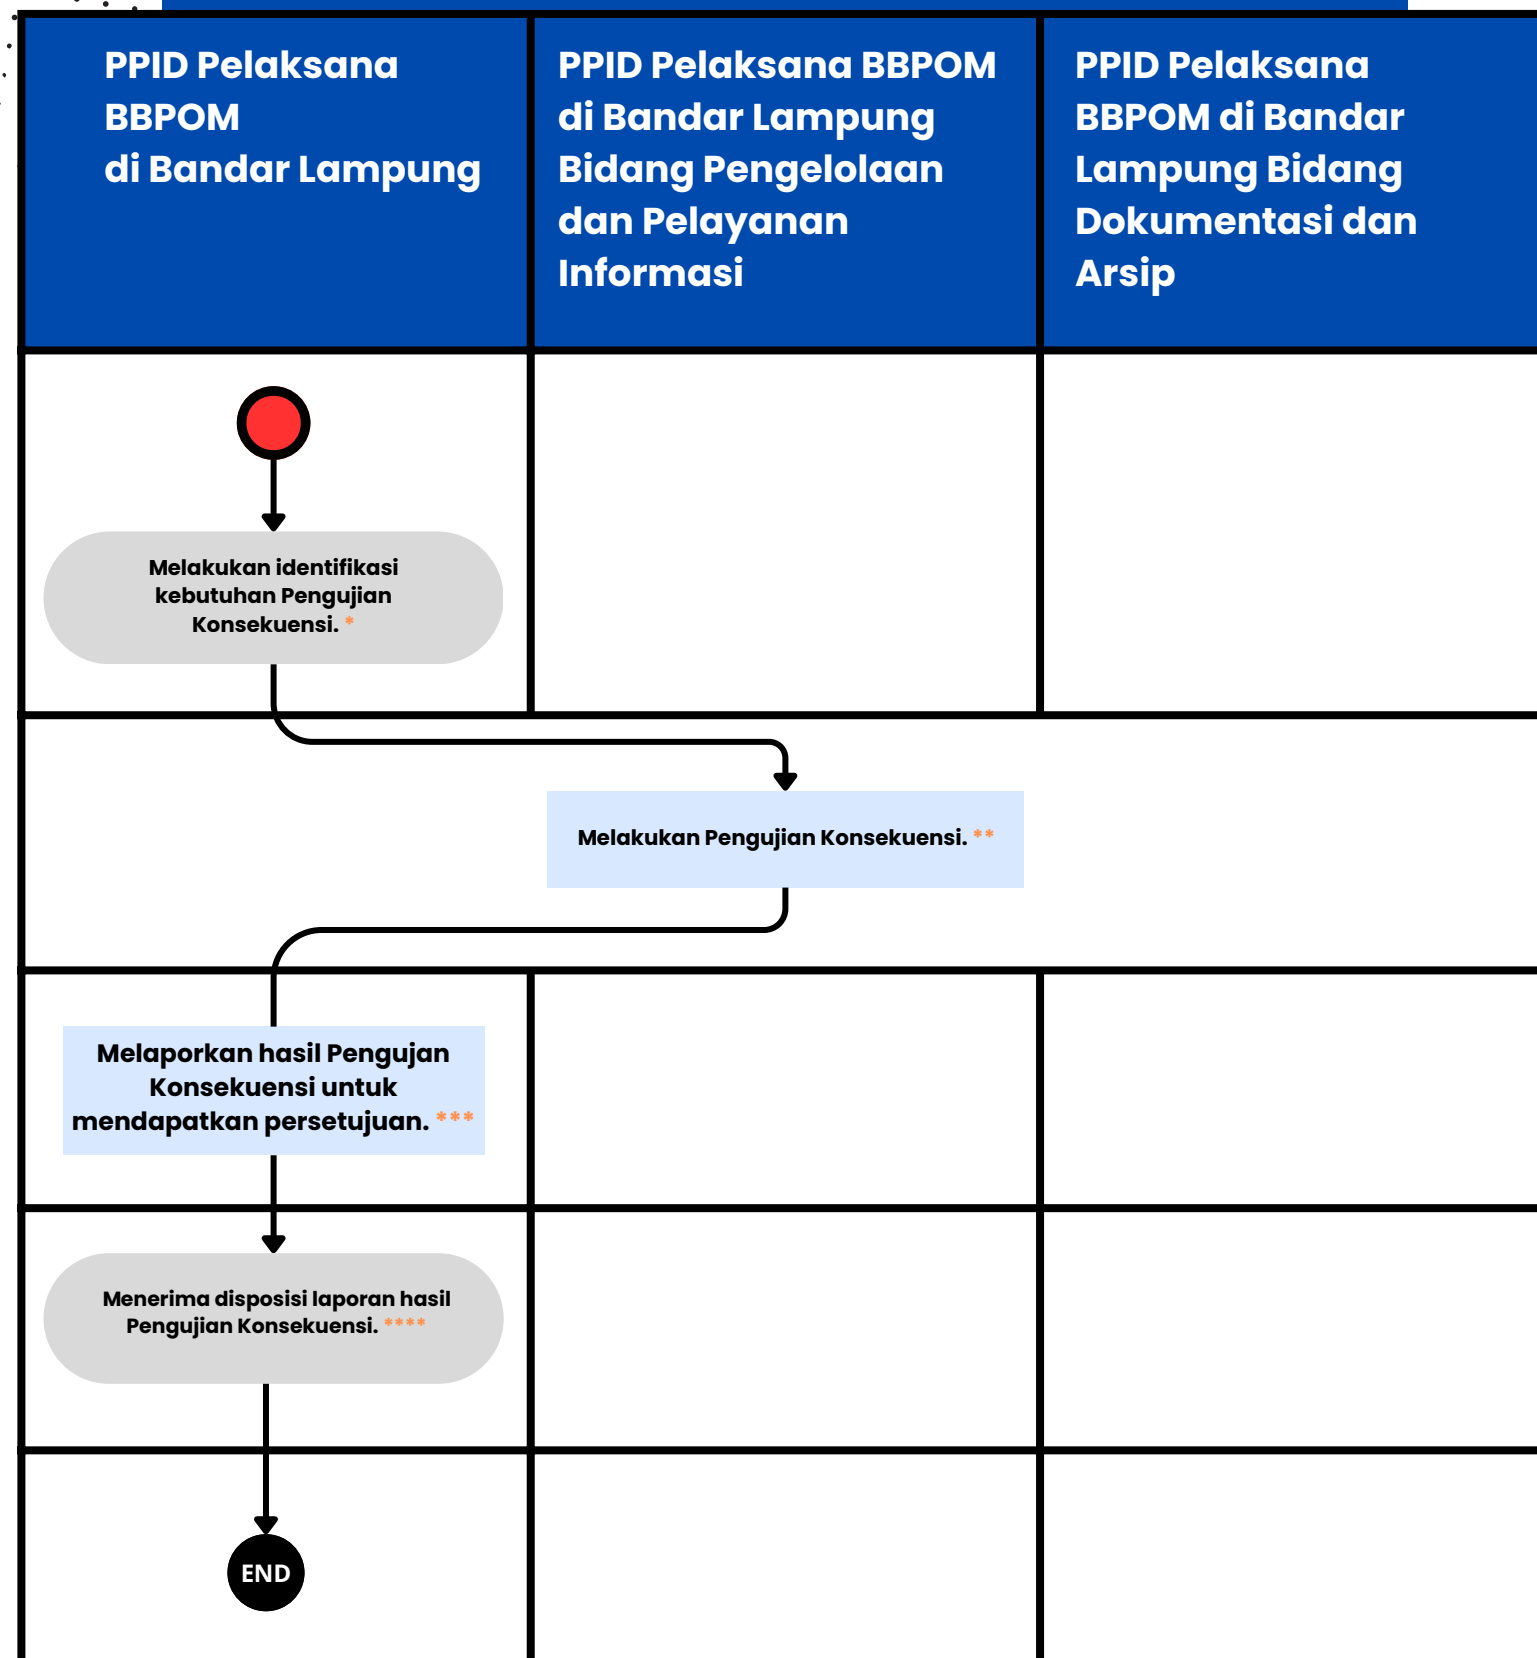 PPID Pelaksana
BBPOM
di Bandar Lampung
PPID Pelaksana BBPOM
di Bandar Lampung
Bidang Pengelolaan
dan Pelayanan
Informasi
PPID Pelaksana
BBPOM di Bandar
Lampung Bidang
Dokumentasi dan
Arsip
Melakukan identifikasi
kebutuhan Pengujian
Konsekuensi. *
Melakukan Pengujian Konsekuensi. **
Melaporkan hasil Pengujan
Konsekuensi untuk
mendapatkan persetujuan. ***
Menerima disposisi laporan hasil
Pengujian Konsekuensi. ****
END